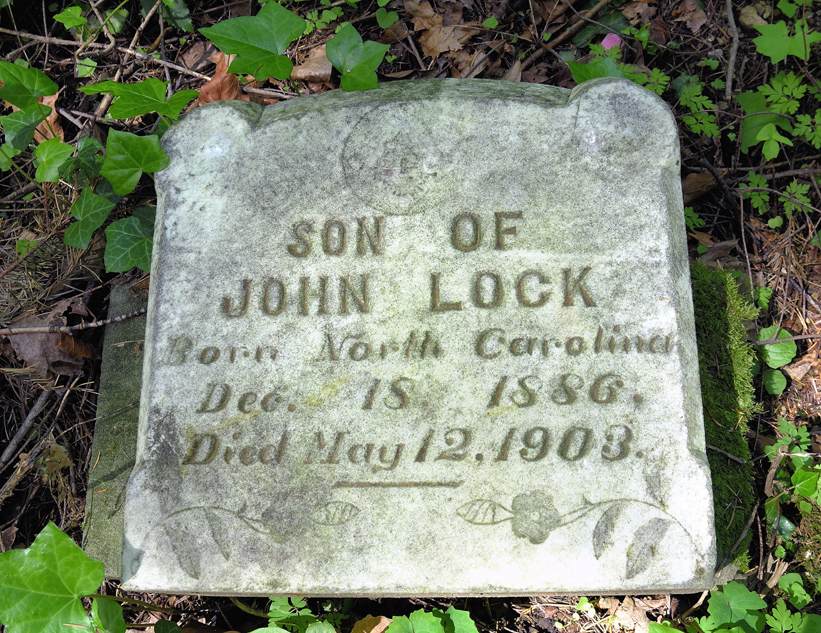 SON OF
JOHN LOCK
Born North Carolina
Dec. 18. 1886.
Died May 12, 1903.